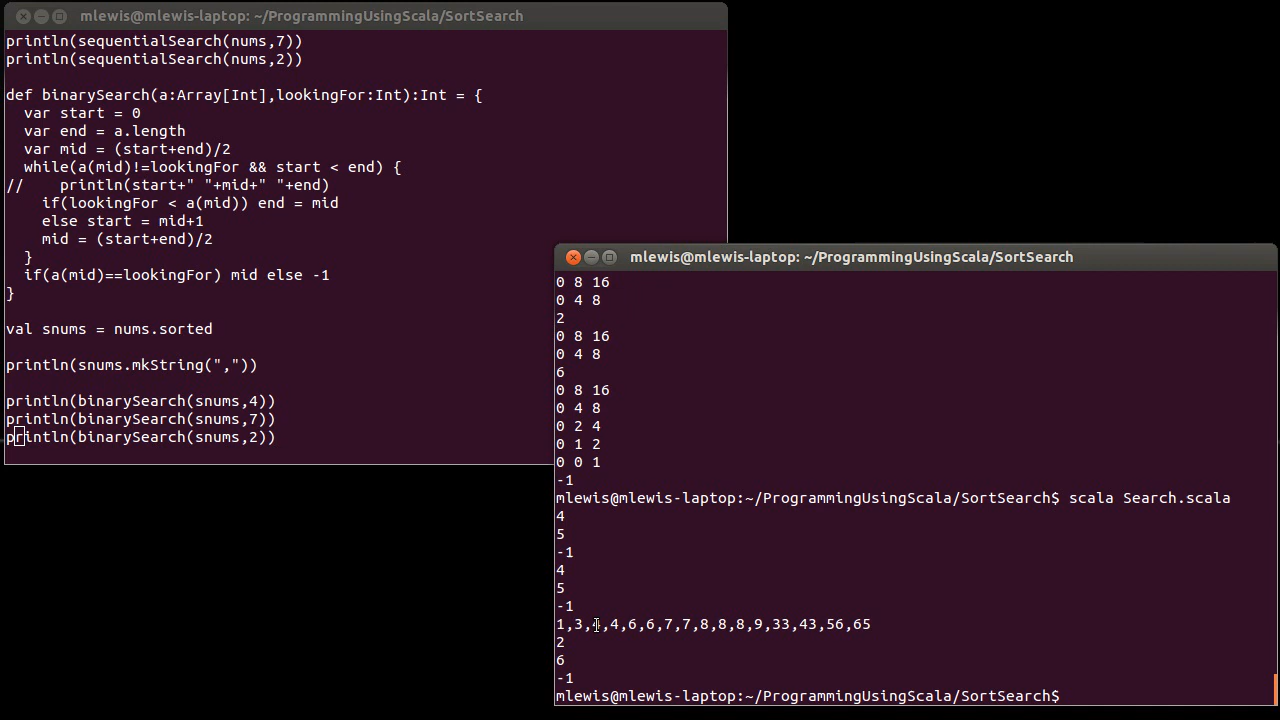 mlewis@mlewis-laptop: ~/ProgrammingUsingScala/SortSearch
println(sequentialSearch(nums,7))
println(sequentialSearch(nums,2))
def binarySearch(a:Array[Int],lookingFor:Int):Int = {
  var start = 0
  var end = a.length
  var mid = (start+end)/2
  while(a(mid)!=lookingFor && start < end) {
//    println(start+" "+mid+" "+end)
    if(lookingFor < a(mid)) end = mid
    else start = mid+1
    mid = (start+end)/2
  }
  if(a(mid)==lookingFor) mid else -1
}
val snums = nums.sorted
println(snums.mkString(","))
println(binarySearch(snums,4))
println(binarySearch(snums,7))
println(binarySearch(snums,2))
mlewis@mlewis-laptop: ~/ProgrammingUsingScala/SortSearch
0 8 16
0 4 8
2
0 8 16
0 4 8
6
0 8 16
0 4 8
0 2 4
0 1 2
0 0 1
-1
mlewis@mlewis-laptop:~/ProgrammingUsingScala/SortSearch$ scala Search.scala
4
5
-1
4
5
-1
1,3,4,4,6,6,7,7,8,8,8,9,33,43,56,65
2
6
-1
mlewis@mlewis-laptop:~/ProgrammingUsingScala/SortSearch$